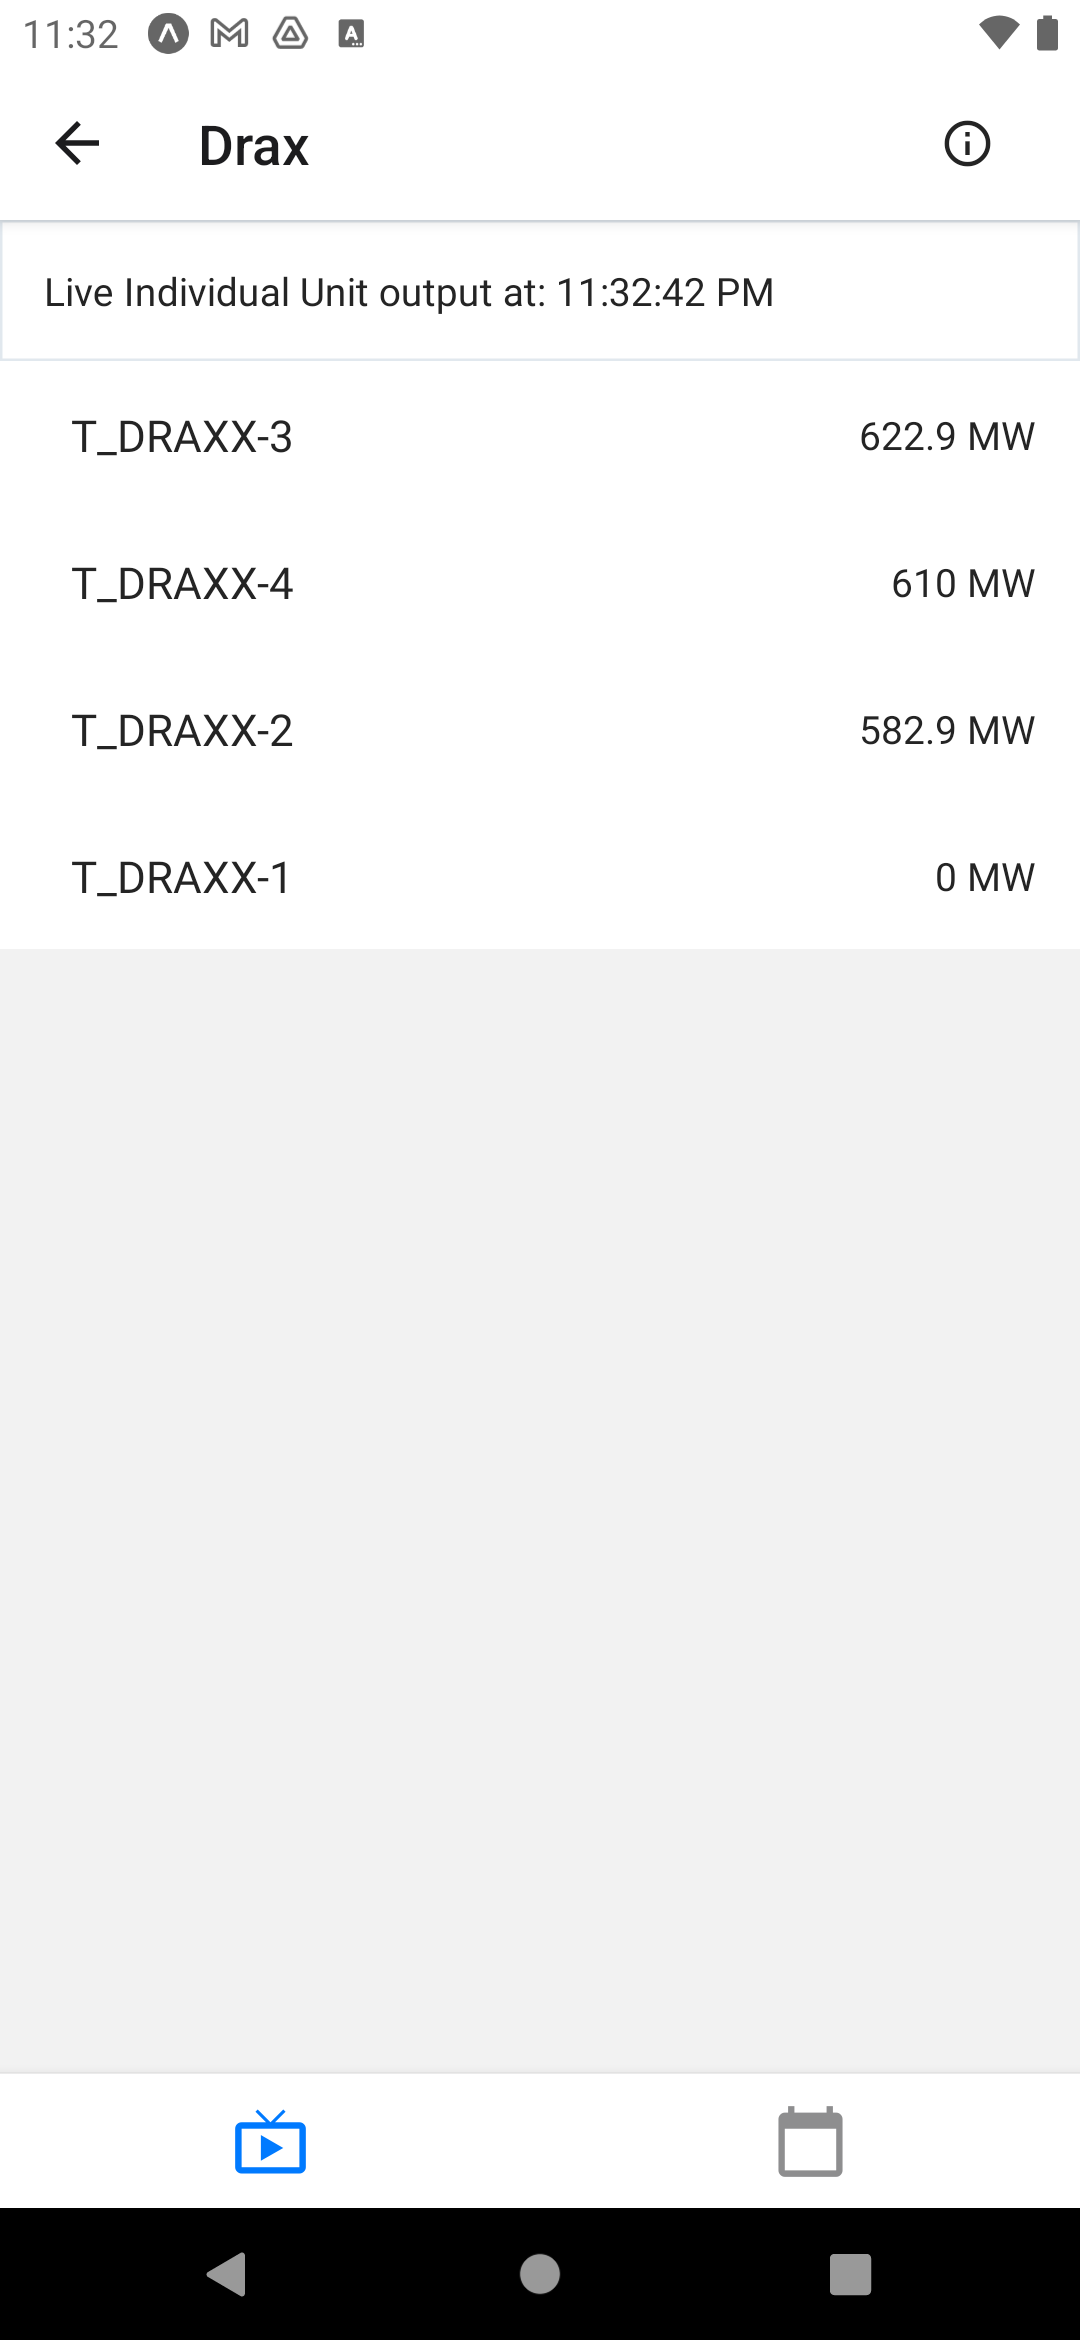 11:32
Drax
Live Individual Unit output at: 11:32:42 PM
T_DRAXX-3 622.9 MW
T_DRAXX-4 610 MW
T_DRAXX-2 582.9 MW
T_DRAXX-1 0 MW